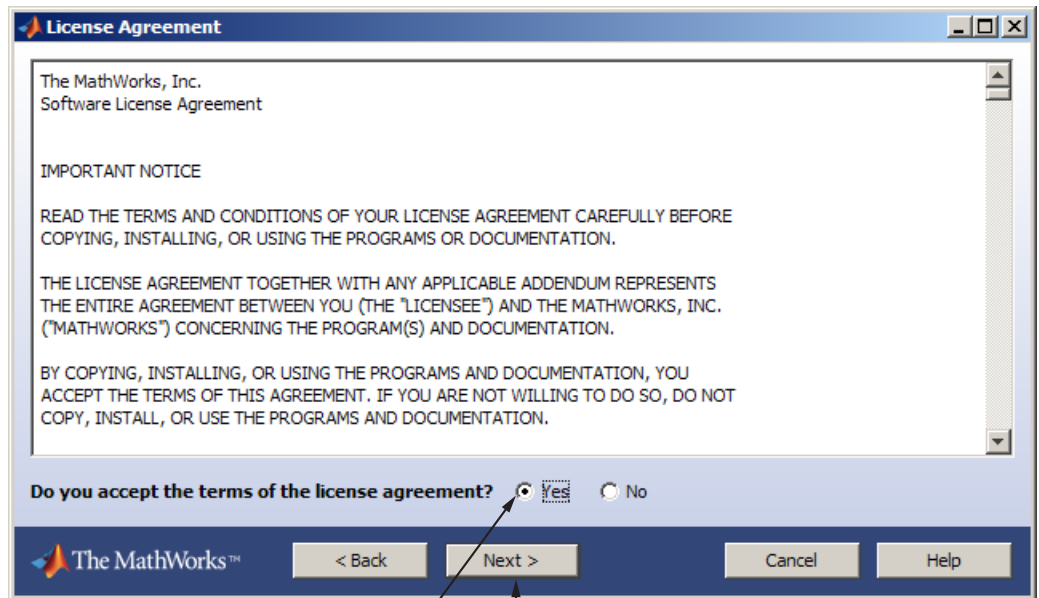 License Agreement
The MathWorks, Inc.
Software License Agreement
IMPORTANT NOTICE
READ THE TERMS AND CONDITIONS OF YOUR LICENSE AGREEMENT CAREFULLY BEFORE
COPYING, INSTALLING, OR USING THE PROGRAMS OR DOCUMENTATION.
THE LICENSE AGREEMENT TOGETHER WITH ANY APPLICABLE ADDENDUM REPRESENTS
THE ENTIRE AGREEMENT BETWEEN YOU (THE "LICENSEE") AND THE MATHWORKS, INC.
("MATHWORKS") CONCERNING THE PROGRAM(S) AND DOCUMENTATION.
BY COPYING, INSTALLING, OR USING THE PROGRAMS AND DOCUMENTATION, YOU
ACCEPT THE TERMS OF THIS AGREEMENT. IF YOU ARE NOT WILLING TO DO SO, DO NOT
COPY, INSTALL, OR USE THE PROGRAMS AND DOCUMENTATION.
Do you accept the terms of the license agreement? Yes No
The MathWorks™ < Back Next > Cancel Help